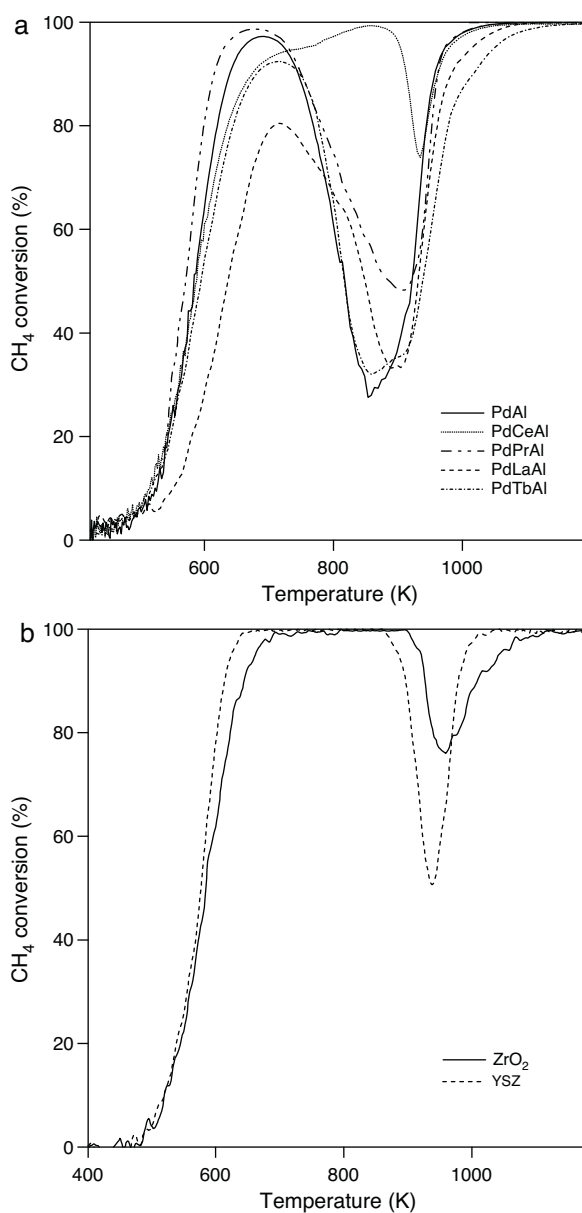 a
100
80
60
40
20
0
CH₄ conversion (%)
PdAl
PdCeAl
PdPrAl
PdLaAl
PdTbAl
600 800 1000
Temperature (K)
b
100
80
60
40
20
0
CH₄ conversion (%)
ZrO₂
YSZ
400 600 800 1000
Temperature (K)